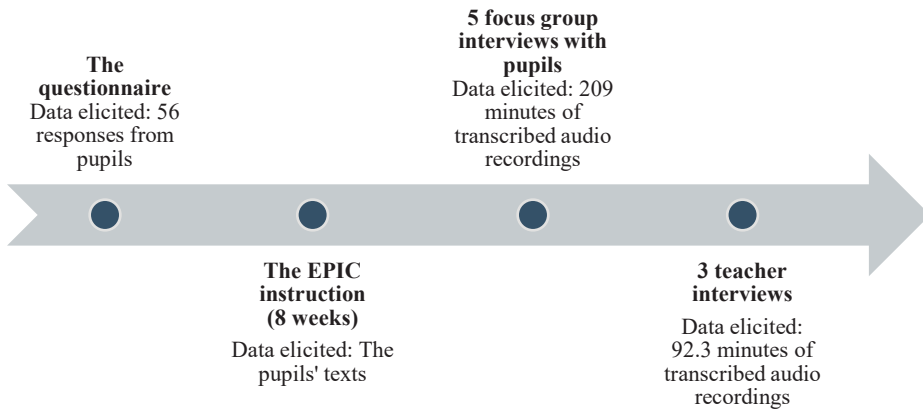 The
questionnaire
Data elicited: 56
responses from
pupils
The EPIC
instruction
(8 weeks)
Data elicited: The
pupils' texts
5 focus group
interviews with
pupils
Data elicited: 209
minutes of
transcribed audio
recordings
3 teacher
interviews
Data elicited:
92.3 minutes of
transcribed audio
recordings